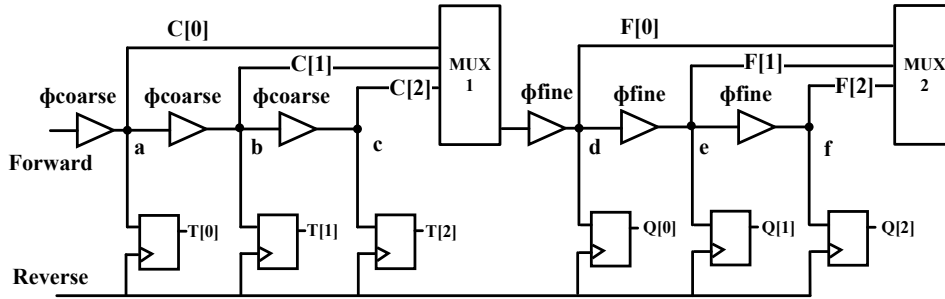 C[0]
F[0]
C[1]
MUX
1
F[1]
MUX
2
C[2]
F[2]
ϕcoarse
ϕcoarse
ϕcoarse
ϕfine
ϕfine
ϕfine
Forward
a
b
c
d
e
f
T[0]
T[1]
T[2]
Q[0]
Q[1]
Q[2]
Reverse